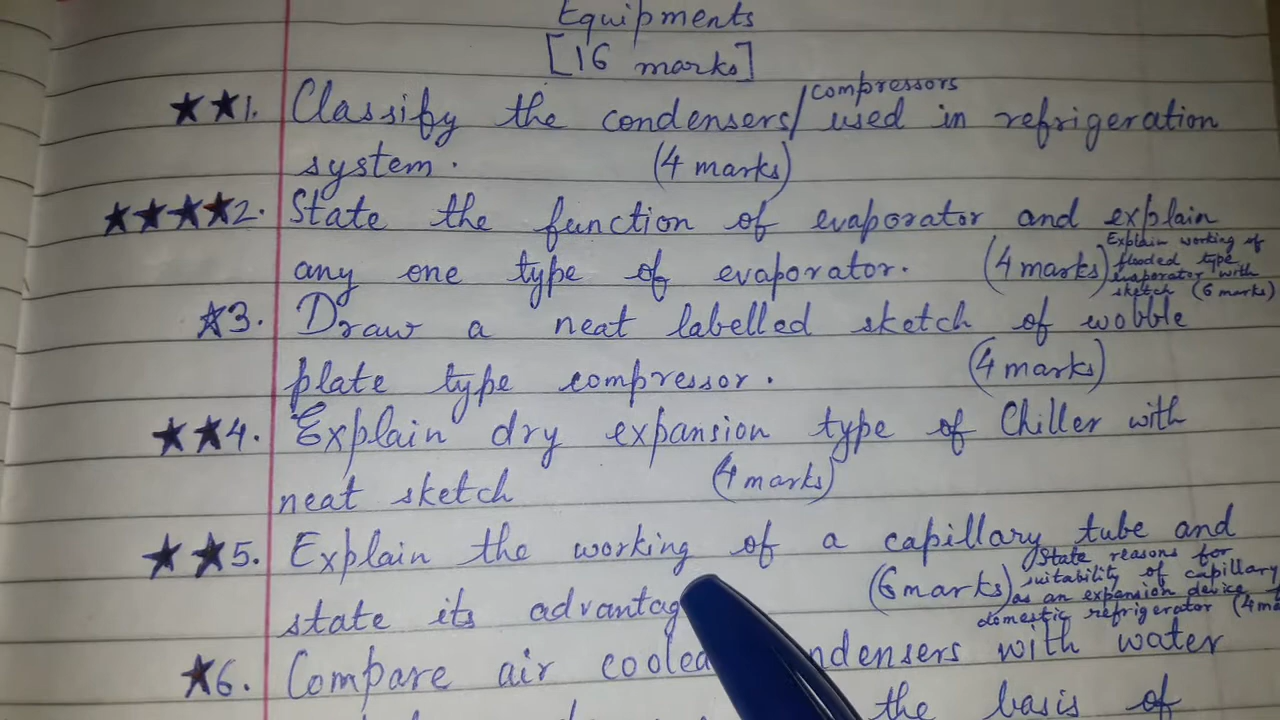 Equipments
[16 marks]
★★1. Classify the condensers/compressors used in refrigeration
system. (4 marks)
★★★★2. State the function of evaporator and explain
any one type of evaporator. (4 marks)
Explain working of
flooded type
evaporator with
sketch (6 marks)
★3. Draw a neat labelled sketch of wobble
plate type compressor. (4 marks)
★★4. Explain dry expansion type of Chiller with
neat sketch (4 marks)
★★5. Explain the working of a capillary tube and
state its advantag (6 marks)
State reasons for
suitability of capillary
as an expansion device
domestic refrigerator (4 ma
★6. Compare air cooled condensers with water
the basis of